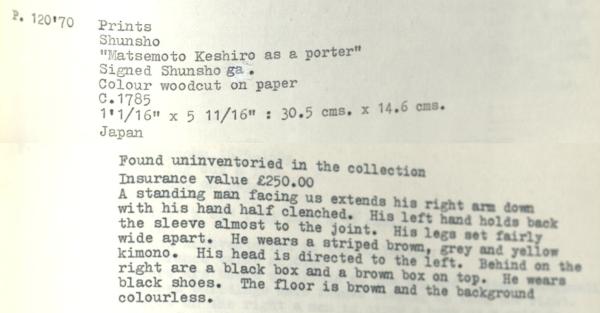 P. 120'70
Prints
Shunsho
"Matsemoto Keshiro as a porter"
Signed Shunsho ga.
Colour woodcut on paper
C.1785
1'1/16" x 5 11/16" : 30.5 cms. x 14.6 cms.
Japan
Found uninventoried in the collection
Insurance value £250.00
A standing man facing us extends his right arm down
with his hand half clenched. His left hand holds back
the sleeve almost to the joint. His legs set fairly
wide apart. He wears a striped brown, grey and yellow
kimono. His head is directed to the left. Behind on the
right are a black box and a brown box on top. He wears
black shoes. The floor is brown and the background
colourless.